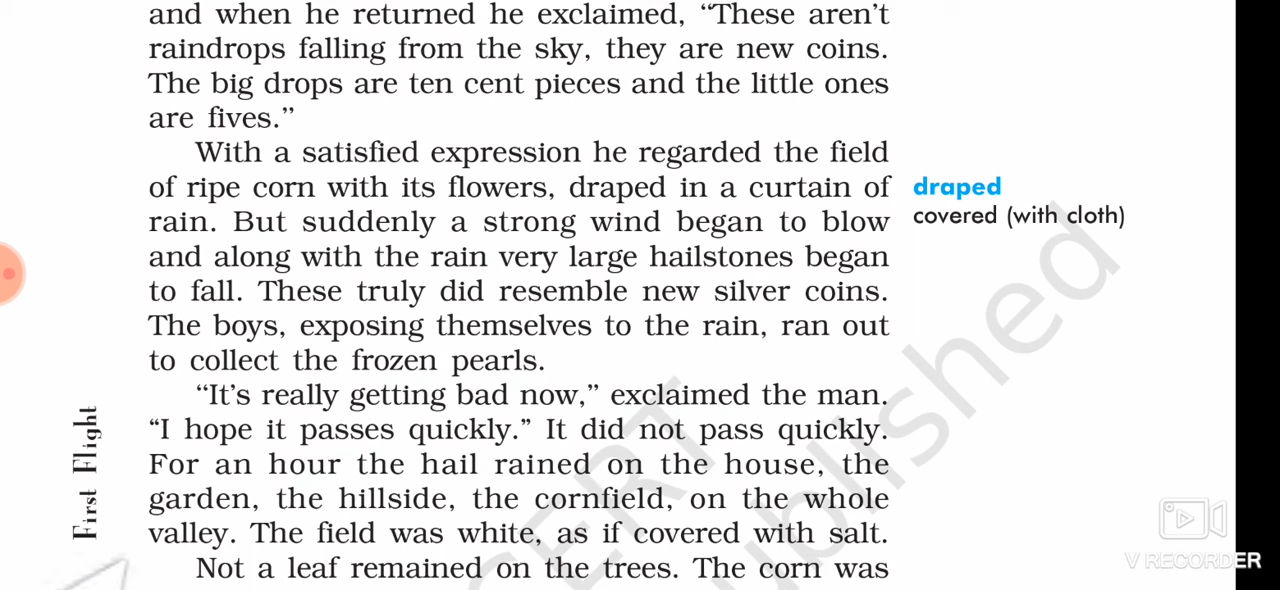 and when he returned he exclaimed, “These aren’t
raindrops falling from the sky, they are new coins.
The big drops are ten cent pieces and the little ones
are fives.”
With a satisfied expression he regarded the field
of ripe corn with its flowers, draped in a curtain of
rain. But suddenly a strong wind began to blow
and along with the rain very large hailstones began
to fall. These truly did resemble new silver coins.
The boys, exposing themselves to the rain, ran out
to collect the frozen pearls.
“It’s really getting bad now,” exclaimed the man.
“I hope it passes quickly.” It did not pass quickly.
For an hour the hail rained on the house, the
garden, the hillside, the cornfield, on the whole
valley. The field was white, as if covered with salt.
Not a leaf remained on the trees. The corn was
draped
covered (with cloth)
First Flight
V RECORDER